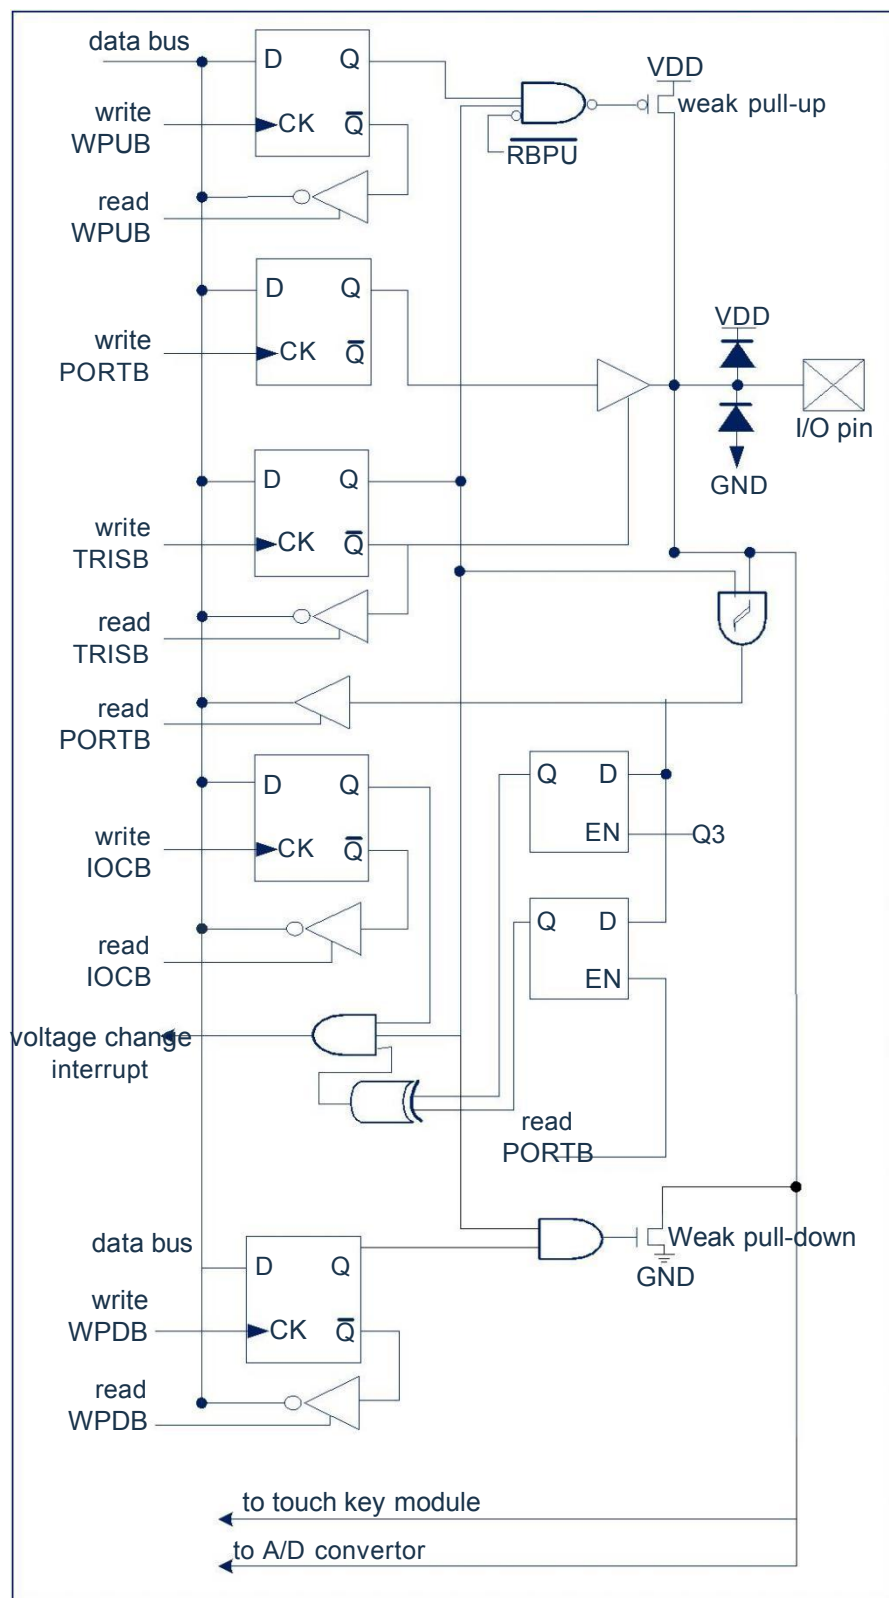 data bus
D
Q
VDD
weak pull-up
write
WPUB
CK
Q̅
R̅B̅P̅U̅
read
WPUB
D
Q
VDD
write
PORTB
CK
Q̅
I/O pin
GND
D
Q
write
TRISB
CK
Q̅
read
TRISB
read
PORTB
D
Q
Q
D
write
IOCB
CK
Q̅
EN
Q3
Q
D
read
IOCB
EN
voltage change
interrupt
read
PORTB
data bus
D
Q
Weak pull-down
GND
write
WPDB
CK
Q̅
read
WPDB
to touch key module
to A/D convertor